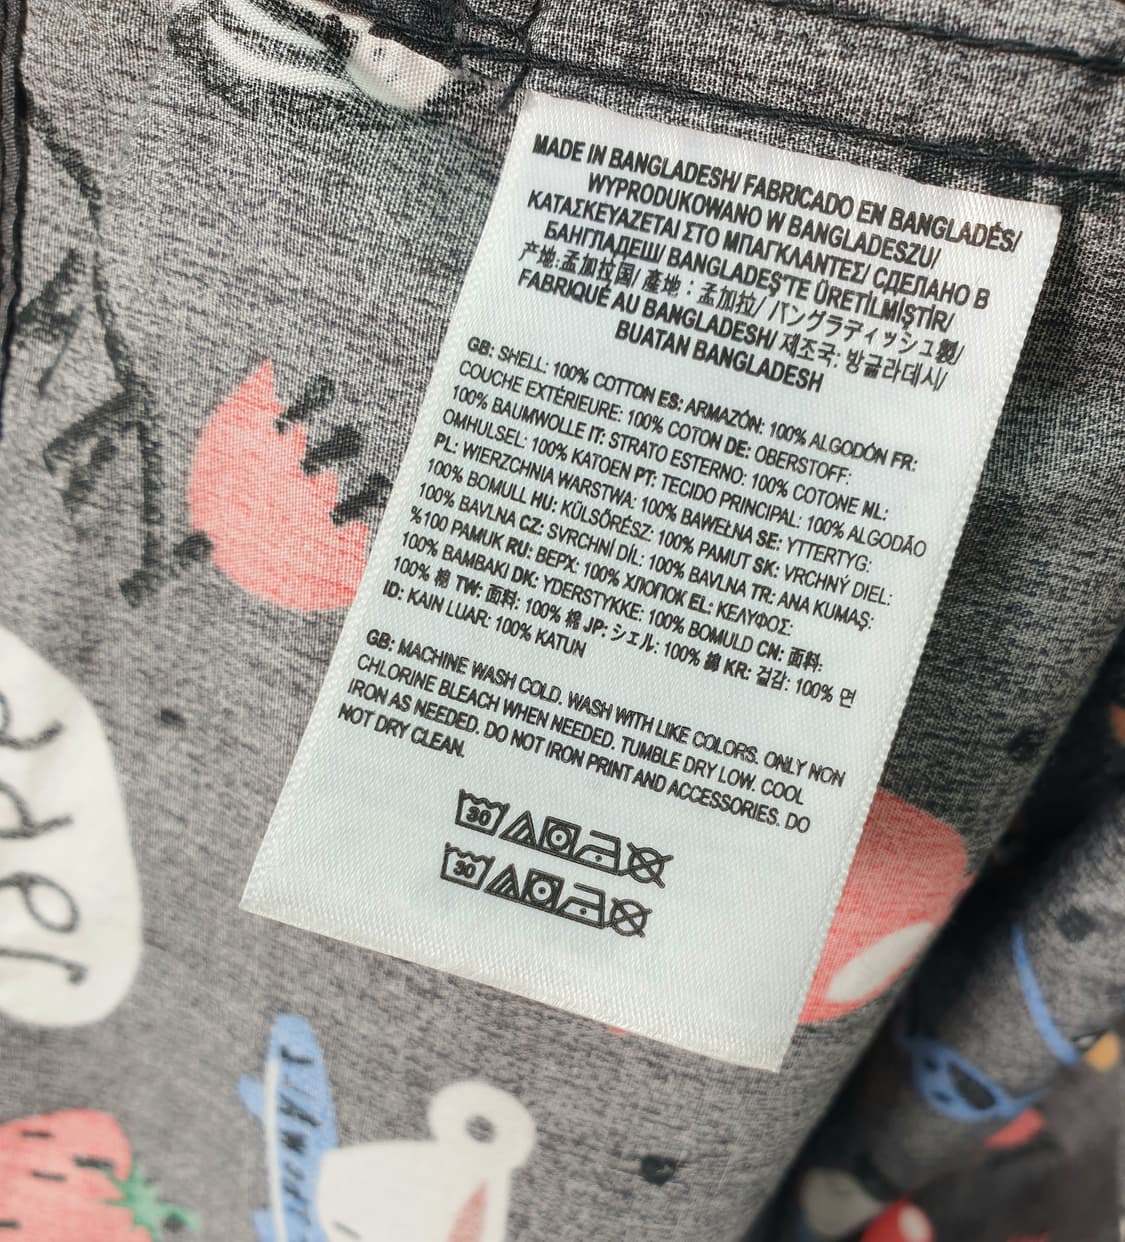 MADE IN BANGLADESH/ FABRICADO EN BANGLADÉS/
WYPRODUKOWANO W BANGLADESZU/
ΚΑΤΑΣΚΕΥΑΖΕΤΑΙ ΣΤΟ ΜΠΑΓΚΛΑΝΤΕΣ/ СДЕЛАНО В
БАНГЛАДЕШ/ BANGLADEŞ'TE ÜRETİLMİŞTİR/
产地:孟加拉国/ 產地：孟加拉/ バングラディッシュ製/
FABRIQUÉ AU BANGLADESH/ 제조국: 방글라데시/
BUATAN BANGLADESH
GB: SHELL: 100% COTTON ES: ARMAZÓN: 100% ALGODÓN FR:
COUCHE EXTÉRIEURE: 100% COTON DE: OBERSTOFF:
100% BAUMWOLLE IT: STRATO ESTERNO: 100% COTONE NL:
OMHULSEL: 100% KATOEN PT: TECIDO PRINCIPAL: 100% ALGODÃO
PL: WIERZCHNIA WARSTWA: 100% BAWEŁNA SE: YTTERTYG:
100% BOMULL HU: KÜLSŐRÉSZ: 100% PAMUT SK: VRCHNÝ DIEL:
100% BAVLNA CZ: SVRCHNÍ DÍL: 100% BAVLNA TR: ANA KUMAŞ:
%100 PAMUK RU: ВЕРХ: 100% ХЛОПОК EL: ΚΕΛΥΦΟΣ:
100% ΒΑΜΒΑΚΙ DK: YDERSTYKKE: 100% BOMULD CN: 面料:
100% 棉 TW: 面料: 100% 棉 JP: シェル: 100% 綿 KR: 겉감: 100% 면
ID: KAIN LUAR: 100% KATUN
GB: MACHINE WASH COLD. WASH WITH LIKE COLORS. ONLY NON
CHLORINE BLEACH WHEN NEEDED. TUMBLE DRY LOW. COOL
IRON AS NEEDED. DO NOT IRON PRINT AND ACCESSORIES. DO
NOT DRY CLEAN.
30
30